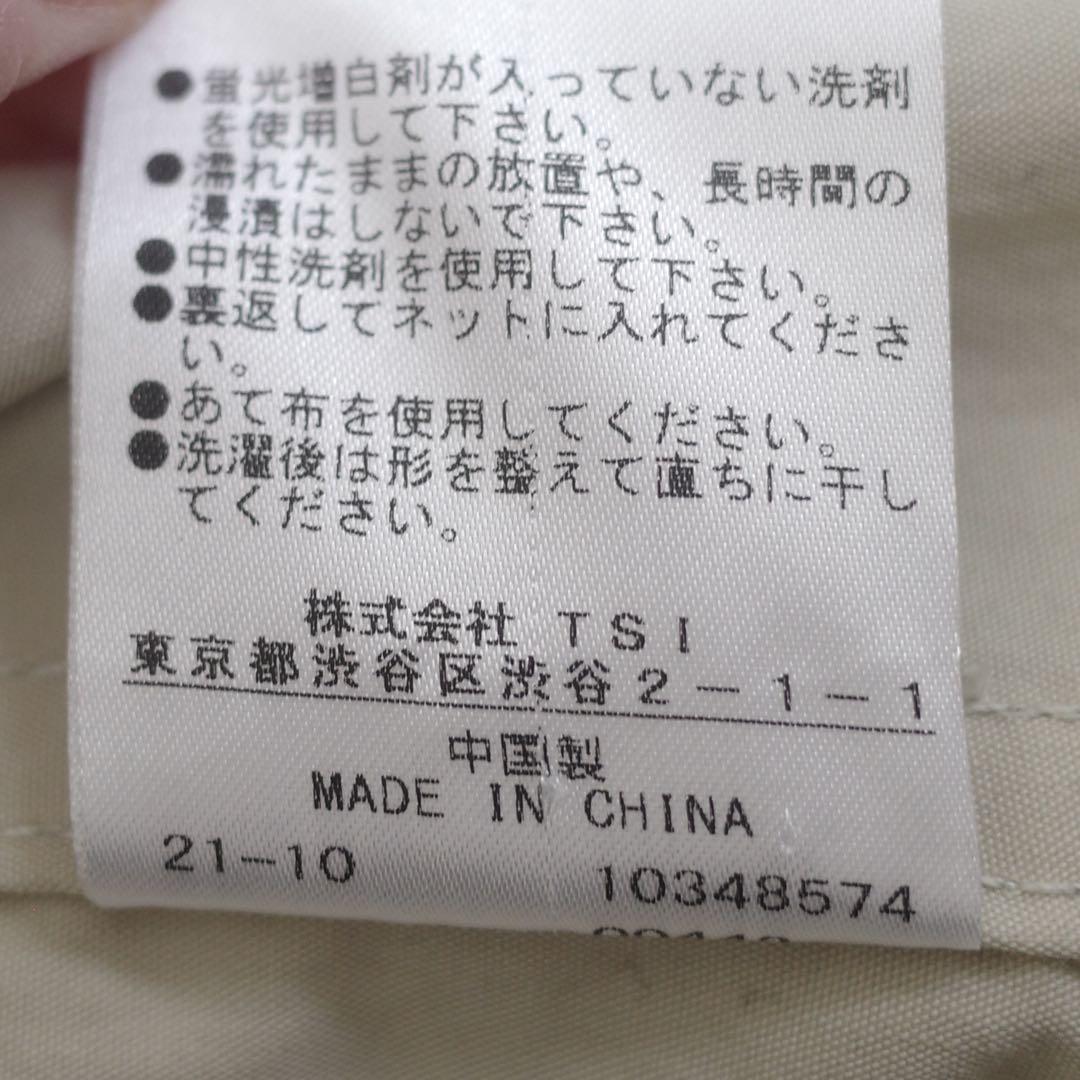 ●蛍光増白剤が入っていない洗剤
を使用して下さい。
●濡れたままの放置や、長時間の
浸漬はしないで下さい。
●中性洗剤を使用して下さい。
●裏返してネットに入れてくださ
い。
●あて布を使用してください。
●洗濯後は形を整えて直ちに干し
てください。
株式会社 TSI
東京都渋谷区渋谷2-1-1
中国製
MADE IN CHINA
21-10 10348574